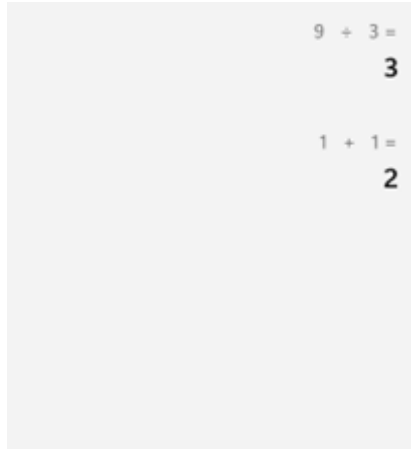 9 ÷ 3 =
3
1 + 1 =
2